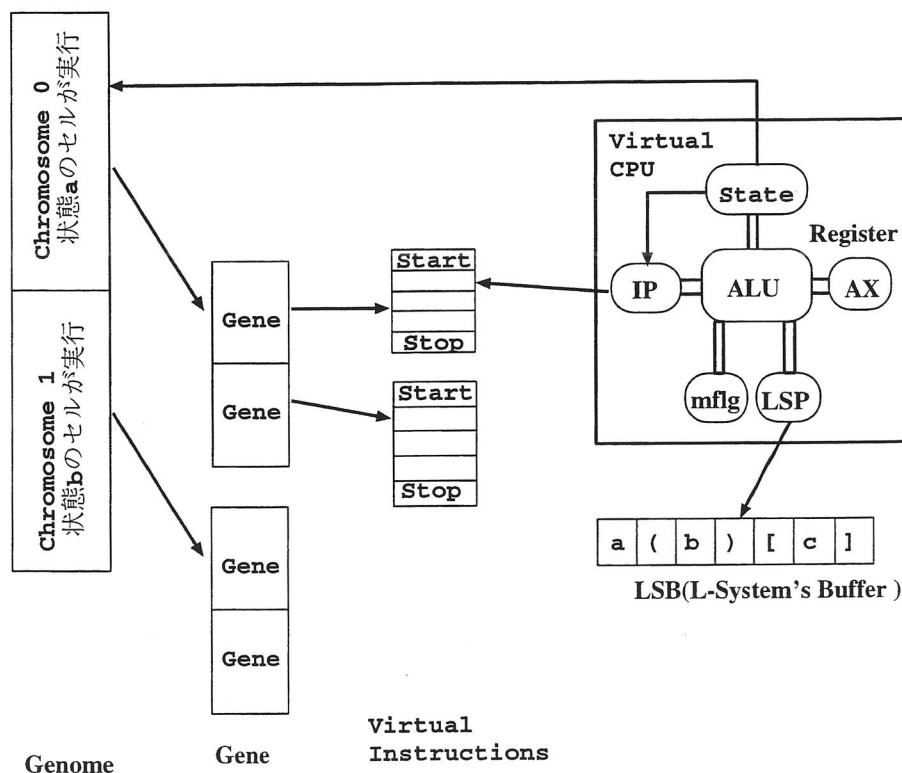 Chromosome 0
状態aのセルが実行
Chromosome 1
状態bのセルが実行
Gene
Gene
Gene
Gene
Start
Stop
Start
Stop
Virtual
CPU
State
Register
IP
ALU
AX
mflg
LSP
a ( b ) [ c ]
LSB(L-System's Buffer )
Genome
Gene
Virtual
Instructions